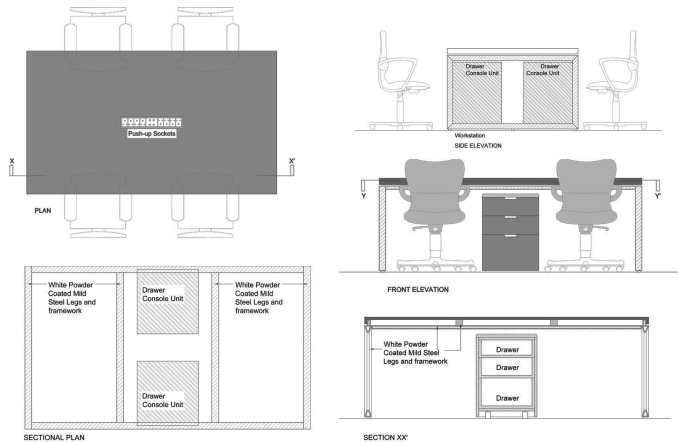 Push-up Sockets
X
X'
PLAN
White Powder
Coated Mild
Steel Legs and
framework
Drawer
Console Unit
White Powder
Coated Mild
Steel Legs and
framework
Drawer
Console Unit
SECTIONAL PLAN
Drawer
Console Unit
Drawer
Console Unit
Workstation
SIDE ELEVATION
Y
Y'
FRONT ELEVATION
White Powder
Coated Mild Steel
Legs and framework
Drawer
Drawer
Drawer
SECTION XX'